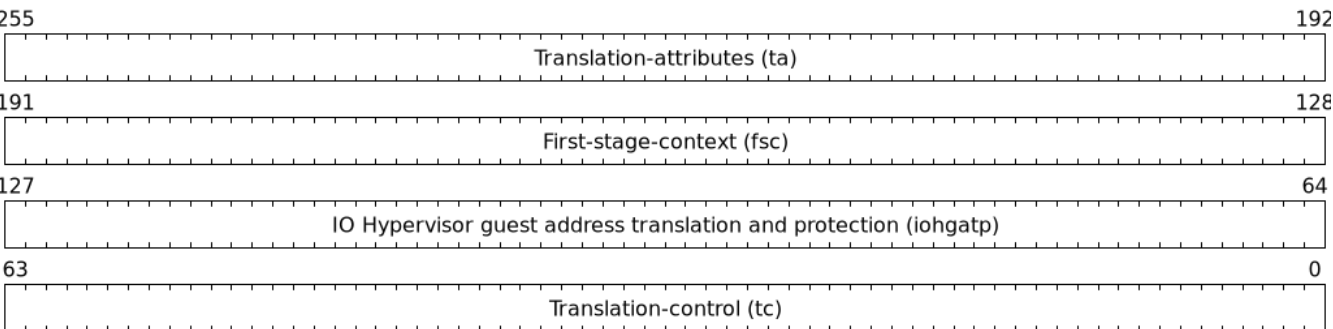 255 192
Translation-attributes (ta)
191 128
First-stage-context (fsc)
127 64
IO Hypervisor guest address translation and protection (iohgatp)
63 0
Translation-control (tc)